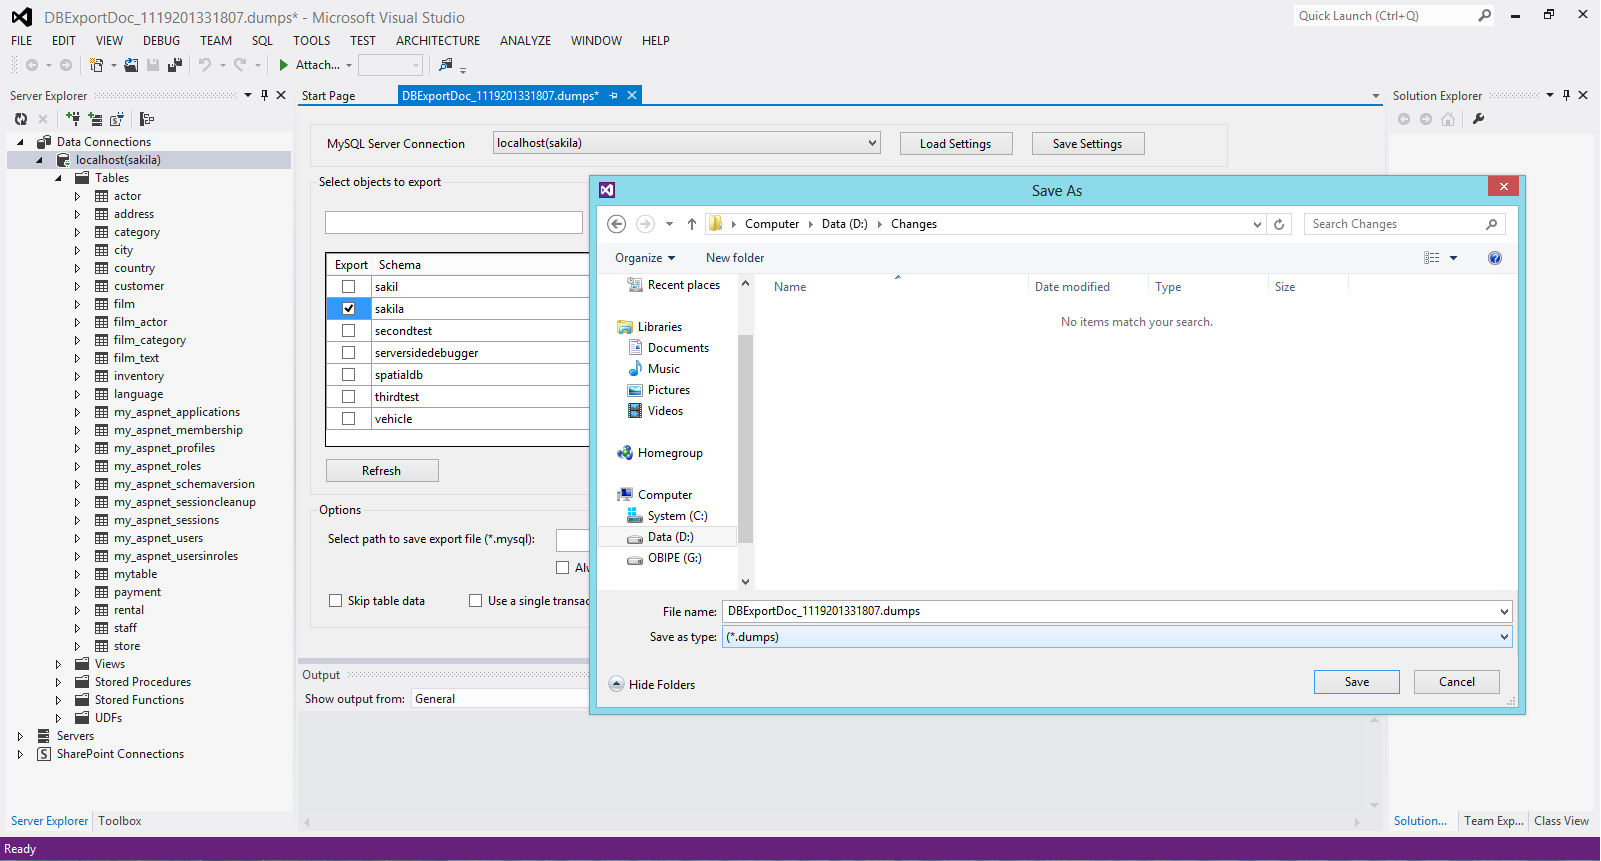 DBExportDoc_1119201331807.dumps* - Microsoft Visual Studio
Quick Launch (Ctrl+Q)
FILE EDIT VIEW DEBUG TEAM SQL TOOLS TEST ARCHITECTURE ANALYZE WINDOW HELP
Attach...
Server Explorer
Data Connections
localhost(sakila)
Tables
actor
address
category
city
country
customer
film
film_actor
film_category
film_text
inventory
language
my_aspnet_applications
my_aspnet_membership
my_aspnet_profiles
my_aspnet_roles
my_aspnet_schemaversion
my_aspnet_sessioncleanup
my_aspnet_sessions
my_aspnet_users
my_aspnet_usersinroles
mytable
payment
rental
staff
store
Views
Stored Procedures
Stored Functions
UDFs
Servers
SharePoint Connections
Server Explorer Toolbox
Start Page DBExportDoc_1119201331807.dumps*
MySQL Server Connection localhost(sakila) Load Settings Save Settings
Select objects to export
Export Schema
sakil
sakila
secondtest
serversidedebugger
spatialdb
thirdtest
vehicle
Refresh
Options
Select path to save export file (*.mysql):
Skip table data Use a single transac
Output
Show output from: General
Save As
Computer Data (D:) Changes
Search Changes
Organize New folder
Recent places
Libraries
Documents
Music
Pictures
Videos
Homegroup
Computer
System (C:)
Data (D:)
OBIPE (G:)
Name Date modified Type Size
No items match your search.
File name: DBExportDoc_1119201331807.dumps
Save as type: (*.dumps)
Hide Folders
Save Cancel
Solution Explorer
Solution... Team Exp... Class View
Ready